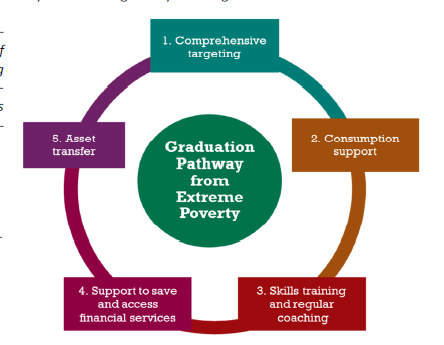 1. Comprehensive
targeting
2. Consumption
support
3. Skills training
and regular
coaching
4. Support to save
and access
financial services
5. Asset
transfer
Graduation
Pathway
from
Extreme
Poverty